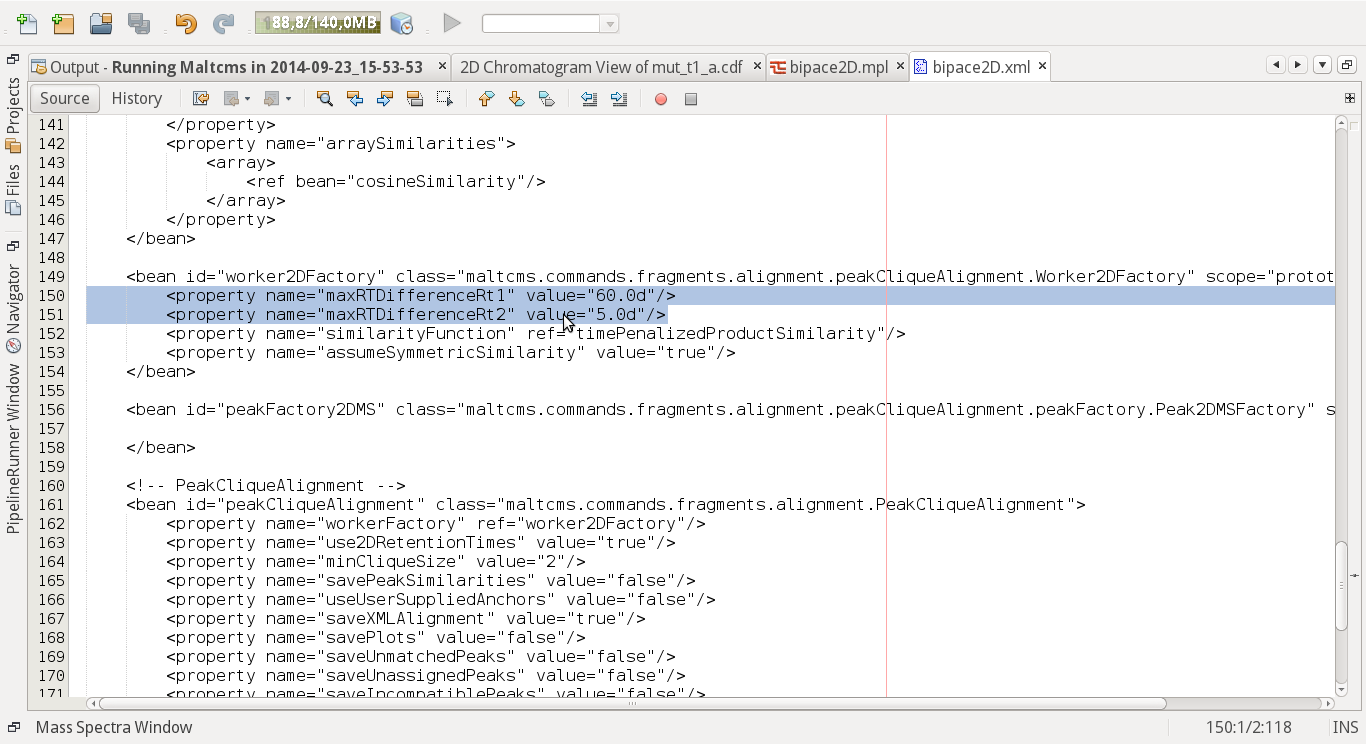 88,8/140,0MB
Output - Running Maltcms in 2014-09-23_15-53-53 × 2D Chromatogram View of mut_t1_a.cdf × bipace2D.mpl × bipace2D.xml ×
Source History
Projects
Files
Navigator
PipelineRunner Window
141 </property>
142 <property name="arraySimilarities">
143 <array>
144 <ref bean="cosineSimilarity"/>
145 </array>
146 </property>
147 </bean>
148
149 <bean id="worker2DFactory" class="maltcms.commands.fragments.alignment.peakCliqueAlignment.Worker2DFactory" scope="protot
150 <property name="maxRTDifferenceRt1" value="60.0d"/>
151 <property name="maxRTDifferenceRt2" value="5.0d"/>
152 <property name="similarityFunction" ref="timePenalizedProductSimilarity"/>
153 <property name="assumeSymmetricSimilarity" value="true"/>
154 </bean>
155
156 <bean id="peakFactory2DMS" class="maltcms.commands.fragments.alignment.peakCliqueAlignment.peakFactory.Peak2DMSFactory" s
157
158 </bean>
159
160 <!-- PeakCliqueAlignment -->
161 <bean id="peakCliqueAlignment" class="maltcms.commands.fragments.alignment.PeakCliqueAlignment">
162 <property name="workerFactory" ref="worker2DFactory"/>
163 <property name="use2DRetentionTimes" value="true"/>
164 <property name="minCliqueSize" value="2"/>
165 <property name="savePeakSimilarities" value="false"/>
166 <property name="useUserSuppliedAnchors" value="false"/>
167 <property name="saveXMLAlignment" value="true"/>
168 <property name="savePlots" value="false"/>
169 <property name="saveUnmatchedPeaks" value="false"/>
170 <property name="saveUnassignedPeaks" value="false"/>
171 <property name="saveIncompatiblePeaks" value="false"/>
Mass Spectra Window 150:1/2:118 INS